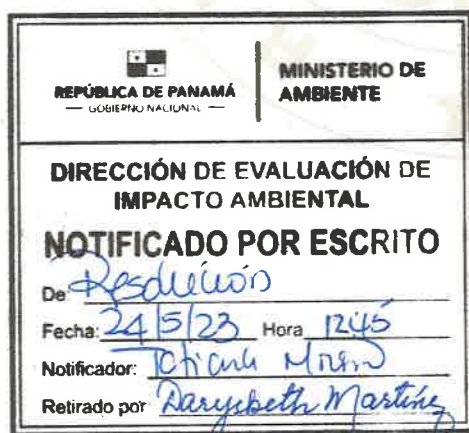 REPÚBLICA DE PANAMÁ
— GOBIERNO NACIONAL —
MINISTERIO DE
AMBIENTE
DIRECCIÓN DE EVALUACIÓN DE
IMPACTO AMBIENTAL
NOTIFICADO POR ESCRITO
De Resolución
Fecha: 24/5/23 Hora 12:45
Notificador: Tatiana
Retirado por Darysbeth Martínez